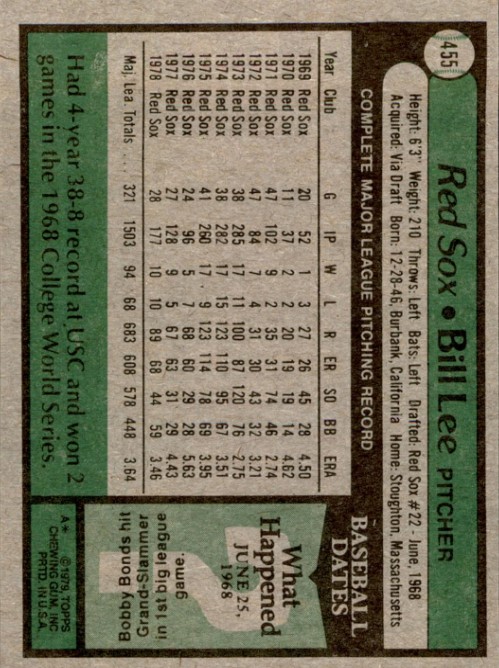 455
Red Sox • Bill Lee PITCHER
Height: 6'3" Weight: 210 Throws: Left Bats: Left Drafted: Red Sox #22 - June, 1968
Acquired: Via Draft Born: 12-28-46, Burbank, California Home: Stoughton, Massachusetts
COMPLETE MAJOR LEAGUE PITCHING RECORD
Year Club G IP W L R ER SO BB ERA
1969 Red Sox 20 52 1 3 27 26 45 28 4.50
1970 Red Sox 11 37 2 2 20 19 19 14 4.62
1971 Red Sox 47 102 9 2 35 31 74 46 2.74
1972 Red Sox 47 84 7 4 31 30 43 32 3.21
1973 Red Sox 38 285 17 11 100 87 120 76 2.75
1974 Red Sox 38 282 17 15 123 110 95 67 3.51
1975 Red Sox 41 260 17 9 123 114 78 69 3.95
1976 Red Sox 24 96 5 7 68 60 29 28 5.63
1977 Red Sox 27 128 9 5 67 63 31 29 4.43
1978 Red Sox 28 177 10 10 89 68 44 59 3.46
Maj. Lea. Totals ... 321 1503 94 68 683 608 578 448 3.64
Had 4-year 38-8 record at USC and won 2
games in the 1968 College World Series.
BASEBALL
DATES
What
Happened
JUNE 25,
1968
Bobby Bonds hit
Grand-Slammer
in 1st big league
game.
A* ©1979, TOPPS
CHEWING GUM, INC
PRTD. IN U.S.A.